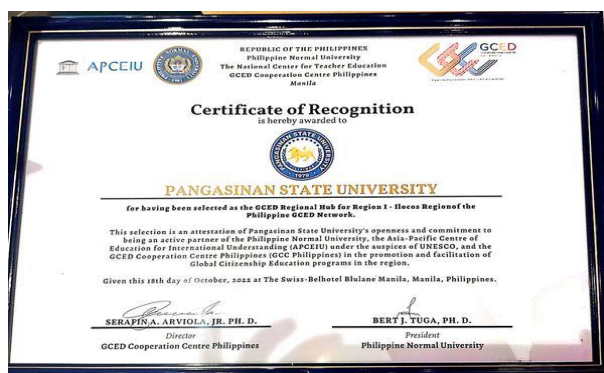 APCEIU
REPUBLIC OF THE PHILIPPINES
Philippine Normal University
The National Center for Teacher Education
GCED Cooperation Centre Philippines
Manila
GCED
Certificate of Recognition
is hereby awarded to
PANGASINAN STATE UNIVERSITY
1979
PANGASINAN STATE UNIVERSITY
for having been selected as the GCED Regional Hub for Region I - Ilocos Regionof the
Philippine GCED Network.
This selection is an attestation of Pangasinan State University's openness and commitment to
being an active partner of the Philippine Normal University, the Asia-Pacific Centre of
Education for International Understanding (APCEIU) under the auspices of UNESCO, and the
GCED Cooperation Centre Philippines (GCC Philippines) in the promotion and facilitation of
Global Citizenship Education programs in the region.
Given this 18th day of October, 2022 at The Swiss-Belhotel Blulane Manila, Manila, Philippines.
SERAFIN A. ARVIOLA, JR. PH. D.
Director
GCED Cooperation Centre Philippines
BERT J. TUGA, PH. D.
President
Philippine Normal University